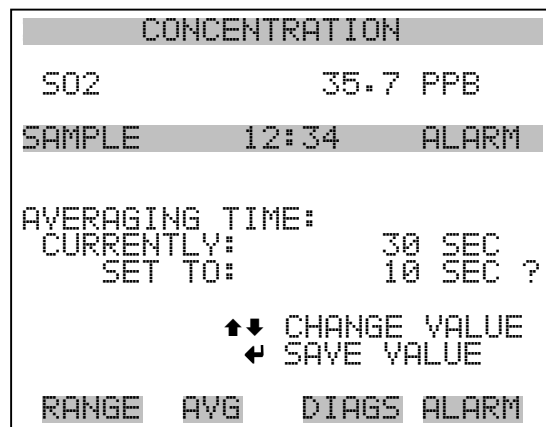 CONCENTRATION
SO2 35.7 PPB
SAMPLE 12:34 ALARM
AVERAGING TIME:
CURRENTLY: 30 SEC
SET TO: 10 SEC ?
⬆⬇ CHANGE VALUE
↵ SAVE VALUE
RANGE AVG DIAGS ALARM